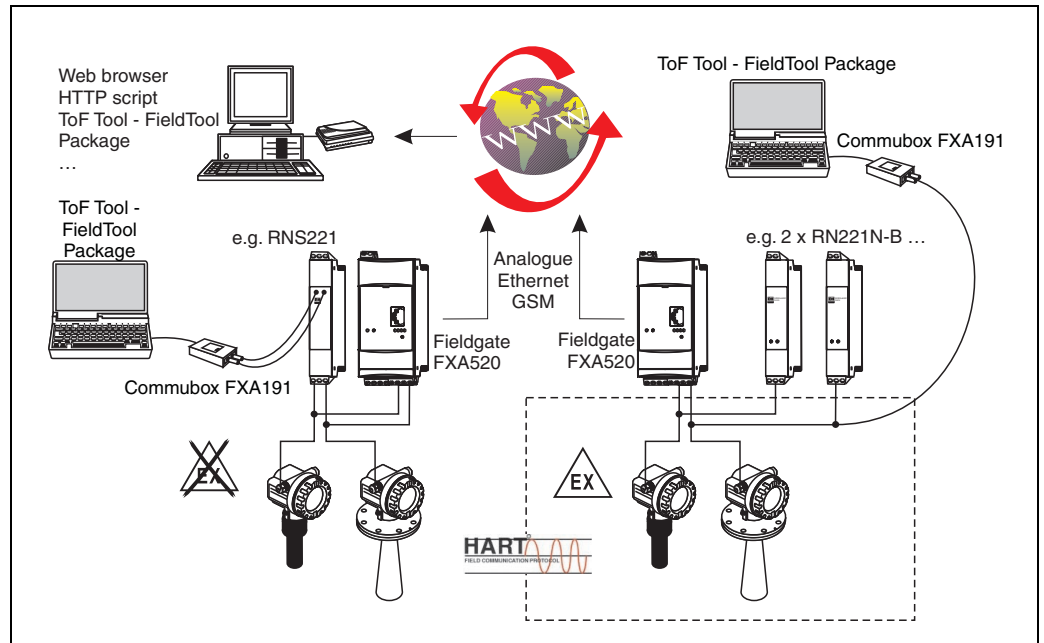 Web browser
HTTP script
ToF Tool - FieldTool
Package
...
WWW
ToF Tool - FieldTool Package
Commubox FXA191
ToF Tool -
FieldTool
Package
e.g. RNS221
Analogue
Ethernet
GSM
e.g. 2 x RN221N-B ...
Fieldgate
FXA520
Fieldgate
FXA520
Commubox FXA191
EX
EX
HART
FIELD COMMUNICATION PROTOCOL